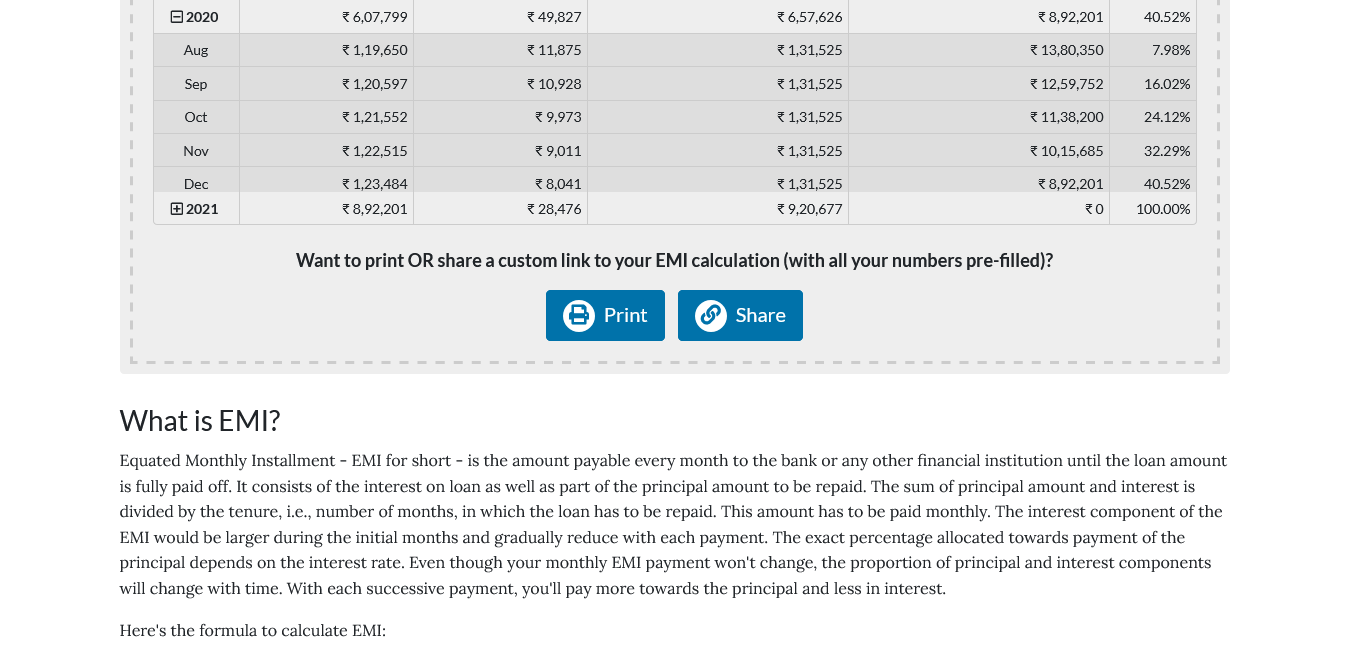 2020 ₹ 6,07,799 ₹ 49,827 ₹ 6,57,626 ₹ 8,92,201 40.52%
Aug ₹ 1,19,650 ₹ 11,875 ₹ 1,31,525 ₹ 13,80,350 7.98%
Sep ₹ 1,20,597 ₹ 10,928 ₹ 1,31,525 ₹ 12,59,752 16.02%
Oct ₹ 1,21,552 ₹ 9,973 ₹ 1,31,525 ₹ 11,38,200 24.12%
Nov ₹ 1,22,515 ₹ 9,011 ₹ 1,31,525 ₹ 10,15,685 32.29%
Dec ₹ 1,23,484 ₹ 8,041 ₹ 1,31,525 ₹ 8,92,201 40.52%
2021 ₹ 8,92,201 ₹ 28,476 ₹ 9,20,677 ₹ 0 100.00%
Want to print OR share a custom link to your EMI calculation (with all your numbers pre-filled)?
Print Share
What is EMI?
Equated Monthly Installment - EMI for short - is the amount payable every month to the bank or any other financial institution until the loan amount
is fully paid off. It consists of the interest on loan as well as part of the principal amount to be repaid. The sum of principal amount and interest is
divided by the tenure, i.e., number of months, in which the loan has to be repaid. This amount has to be paid monthly. The interest component of the
EMI would be larger during the initial months and gradually reduce with each payment. The exact percentage allocated towards payment of the
principal depends on the interest rate. Even though your monthly EMI payment won't change, the proportion of principal and interest components
will change with time. With each successive payment, you'll pay more towards the principal and less in interest.
Here's the formula to calculate EMI: